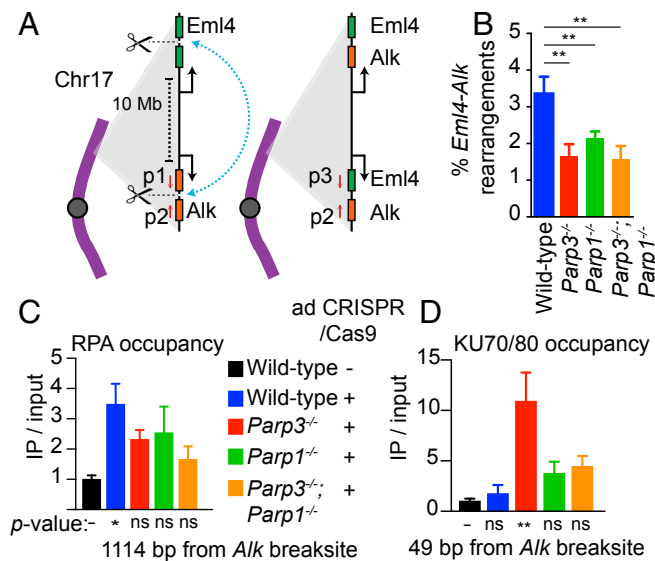 A
Eml4
Alk
Chr17
10 Mb
p1
p2
Alk
Eml4
Alk
p3
p2
Eml4
Alk
B
% Eml4-Alk
rearrangements
5
4
3
2
1
0
**
**
**
Wild-type
Parp3-/-
Parp1-/-
Parp3-/-;
Parp1-/-
C
RPA occupancy
IP / input
5
4
3
2
1
0
p-value:
–
*
ns
ns
ns
1114 bp from Alk breaksite
ad CRISPR
/Cas9
Wild-type -
Wild-type +
Parp3-/- +
Parp1-/- +
Parp3-/-; +
Parp1-/-
D
KU70/80 occupancy
IP / input
15
10
5
0
–
ns
**
ns
ns
49 bp from Alk breaksite